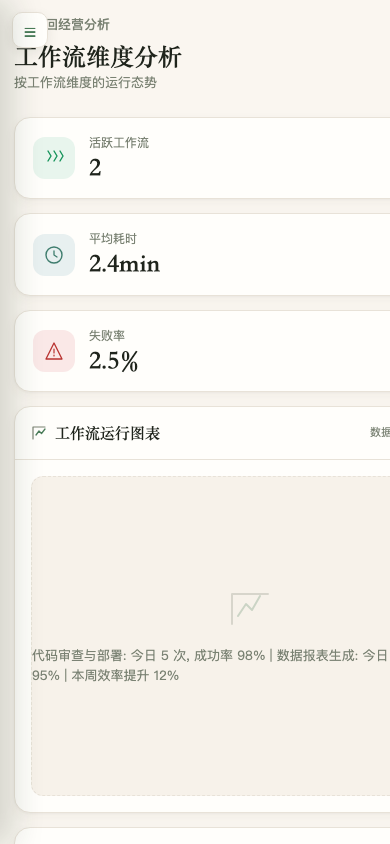 回经营分析
工作流维度分析
按工作流维度的运行态势
活跃工作流
2
平均耗时
2.4min
失败率
2.5%
工作流运行图表
数据
代码审查与部署: 今日 5 次, 成功率 98% | 数据报表生成: 今日
95% | 本周效率提升 12%